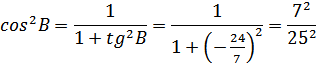 cos²B = 1/(1 + tg²B) = 1/(1 + (−24/7)²) = 7²/25²